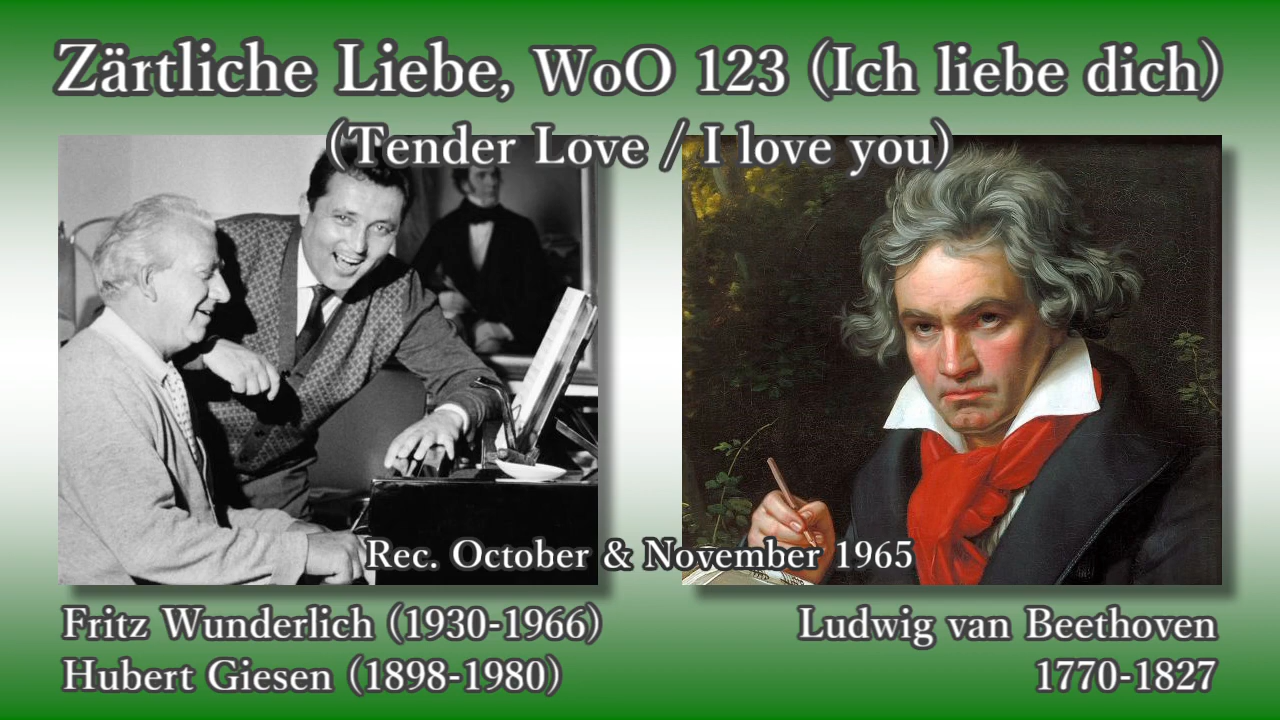 Zärtliche Liebe, WoO 123 (Ich liebe dich)
(Tender Love / I love you)
Rec. October & November 1965
Fritz Wunderlich (1930-1966)
Hubert Giesen (1898-1980)
Ludwig van Beethoven
1770-1827